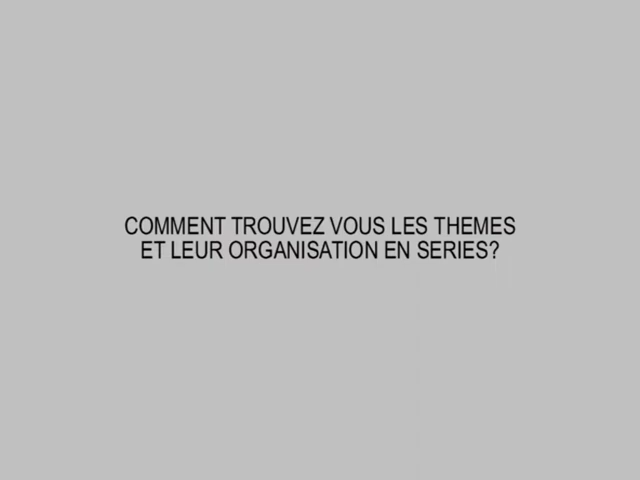 COMMENT TROUVEZ VOUS LES THEMES
ET LEUR ORGANISATION EN SERIES?